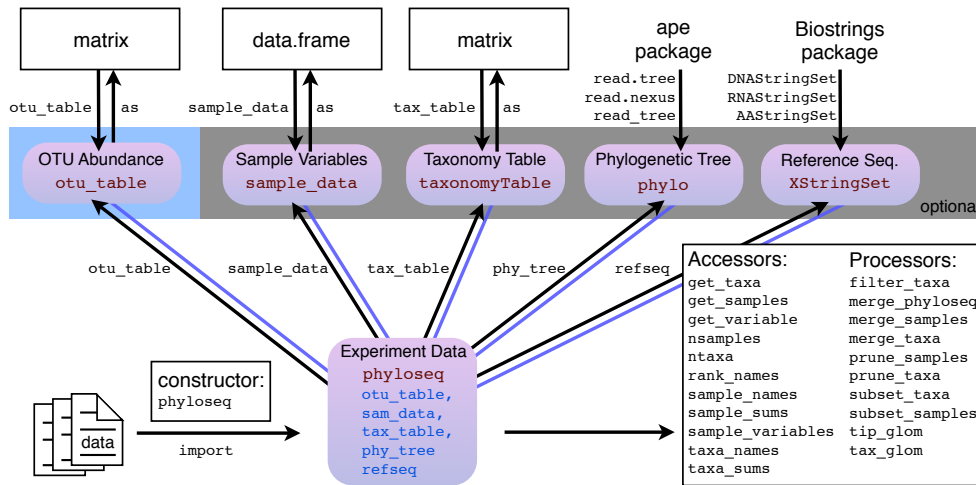 matrix
data.frame
matrix
ape
package
Biostrings
package
otu_table
as
sample_data
as
tax_table
as
read.tree
read.nexus
read_tree
DNAStringSet
RNAStringSet
AAStringSet
OTU Abundance
otu_table
Sample Variables
sample_data
Taxonomy Table
taxonomyTable
Phylogenetic Tree
phylo
Reference Seq.
XStringSet
optional
otu_table
sample_data
tax_table
phy_tree
refseq
Experiment Data
phyloseq
otu_table,
sam_data,
tax_table,
phy_tree
refseq
constructor:
phyloseq
data
import
Accessors:
get_taxa
get_samples
get_variable
nsamples
ntaxa
rank_names
sample_names
sample_sums
sample_variables
taxa_names
taxa_sums
Processors:
filter_taxa
merge_phyloseq
merge_samples
merge_taxa
prune_samples
prune_taxa
subset_taxa
subset_samples
tip_glom
tax_glom